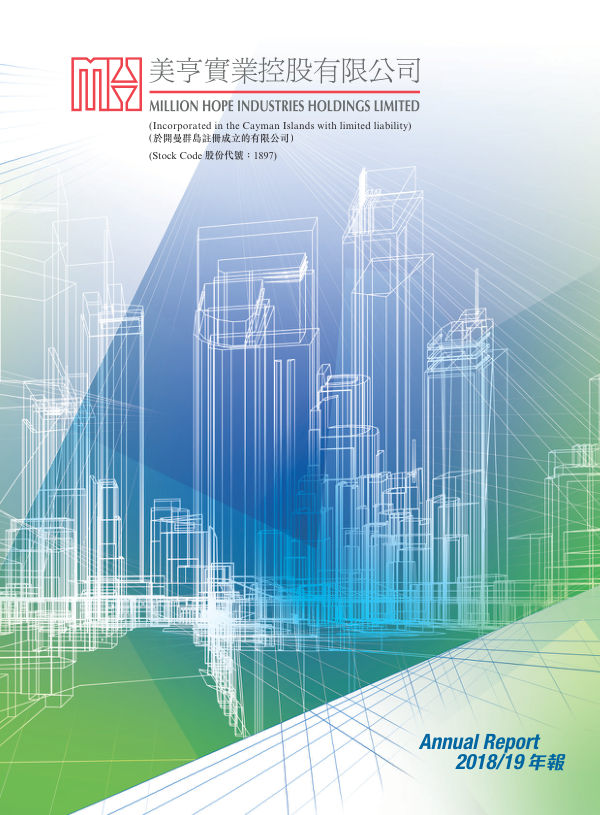 美亨實業控股有限公司
MILLION HOPE INDUSTRIES HOLDINGS LIMITED
(Incorporated in the Cayman Islands with limited liability)
(於開曼群島註冊成立的有限公司)
(Stock Code 股份代號：1897)
Annual Report
2018/19 年報